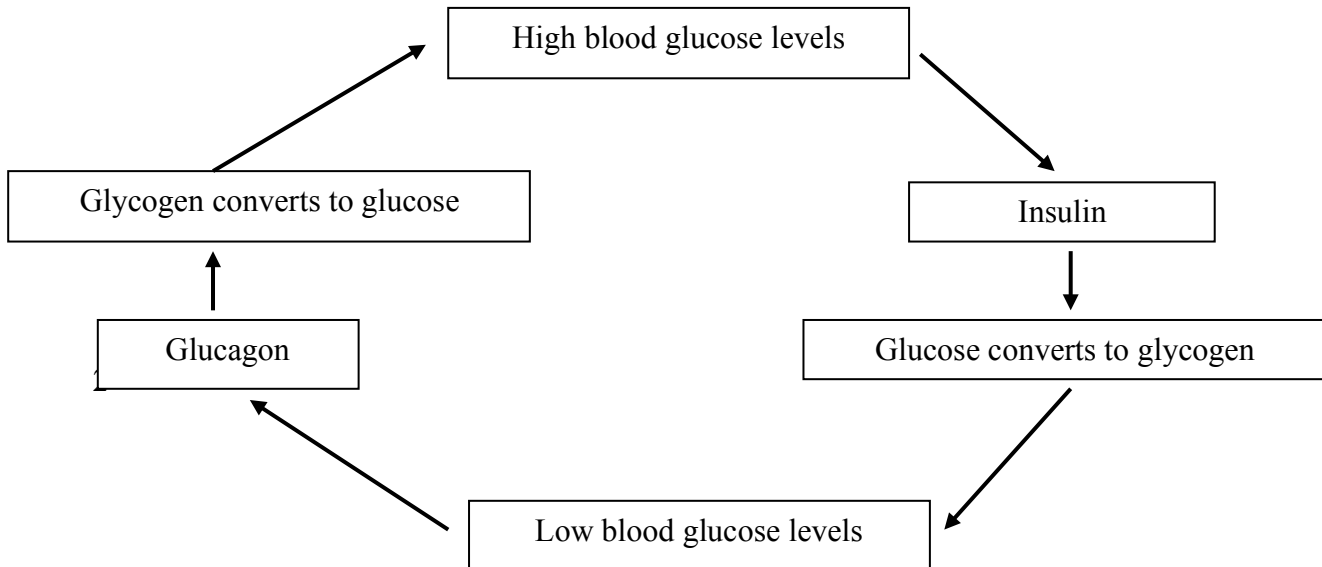 High blood glucose levels
Glycogen converts to glucose
Insulin
Glucagon
Glucose converts to glycogen
Low blood glucose levels